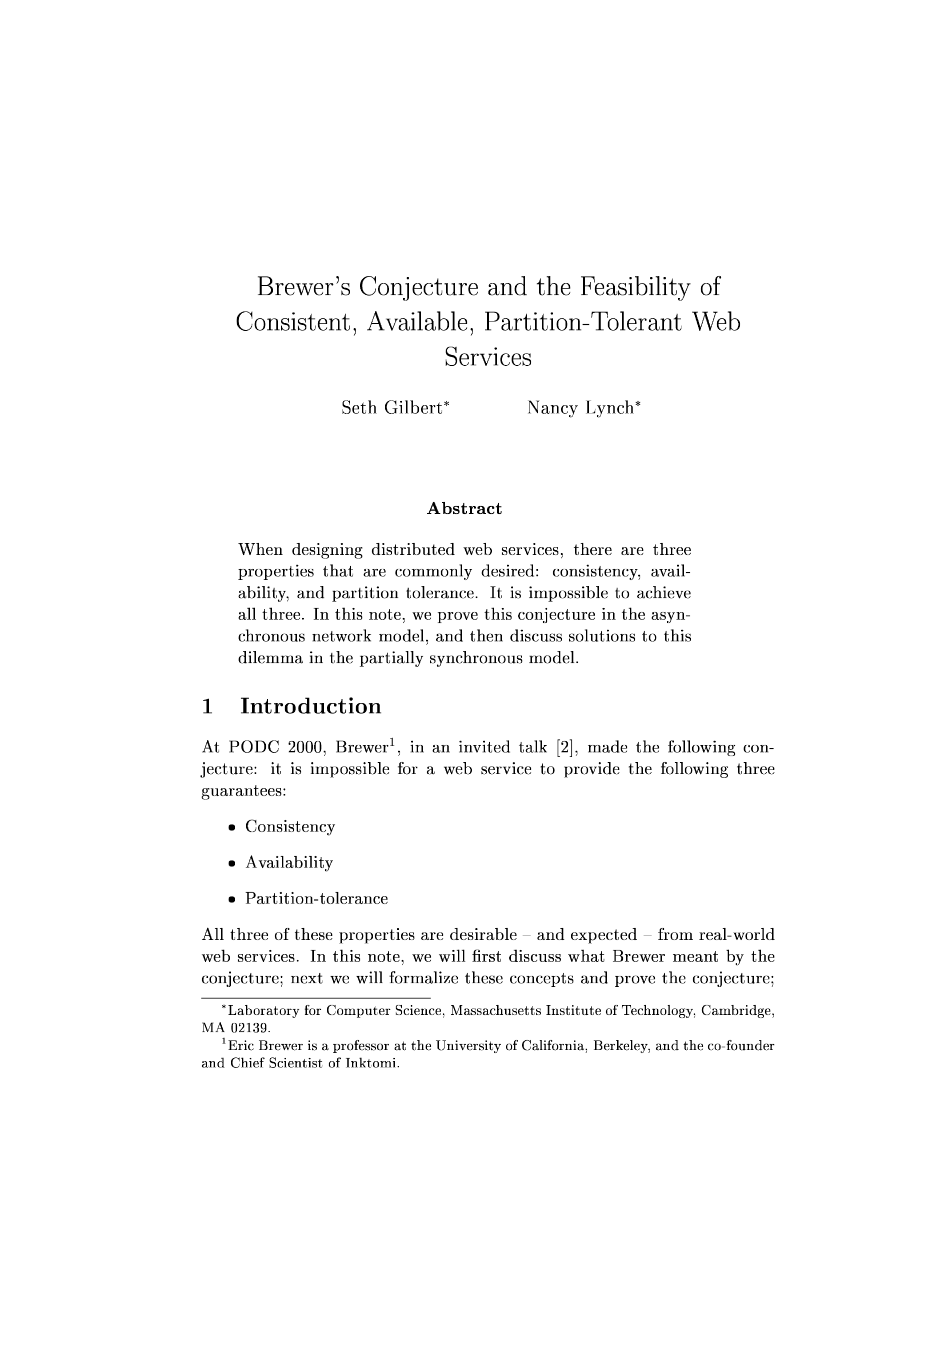 Brewer's Conjecture and the Feasibility of
Consistent, Available, Partition-Tolerant Web
Services
Seth Gilbert* Nancy Lynch*
Abstract
When designing distributed web services, there are three
properties that are commonly desired: consistency, avail-
ability, and partition tolerance. It is impossible to achieve
all three. In this note, we prove this conjecture in the asyn-
chronous network model, and then discuss solutions to this
dilemma in the partially synchronous model.
1 Introduction
At PODC 2000, Brewer¹, in an invited talk [2], made the following con-
jecture: it is impossible for a web service to provide the following three
guarantees:
• Consistency
• Availability
• Partition-tolerance
All three of these properties are desirable – and expected – from real-world
web services. In this note, we will first discuss what Brewer meant by the
conjecture; next we will formalize these concepts and prove the conjecture;
*Laboratory for Computer Science, Massachusetts Institute of Technology, Cambridge,
MA 02139.
¹Eric Brewer is a professor at the University of California, Berkeley, and the co-founder
and Chief Scientist of Inktomi.